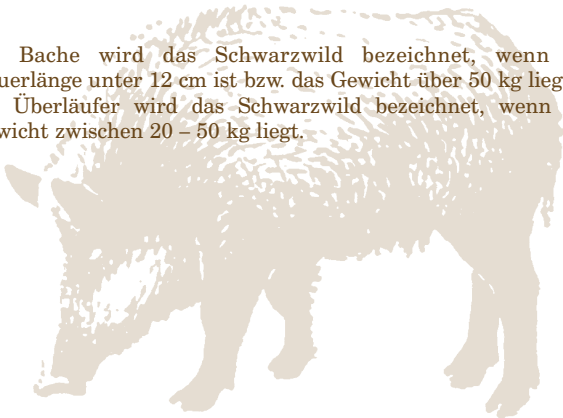 Bache wird das Schwarzwild bezeichnet, wenn
uerlänge unter 12 cm ist bzw. das Gewicht über 50 kg lieg
Überläufer wird das Schwarzwild bezeichnet, wenn
wicht zwischen 20 – 50 kg liegt.